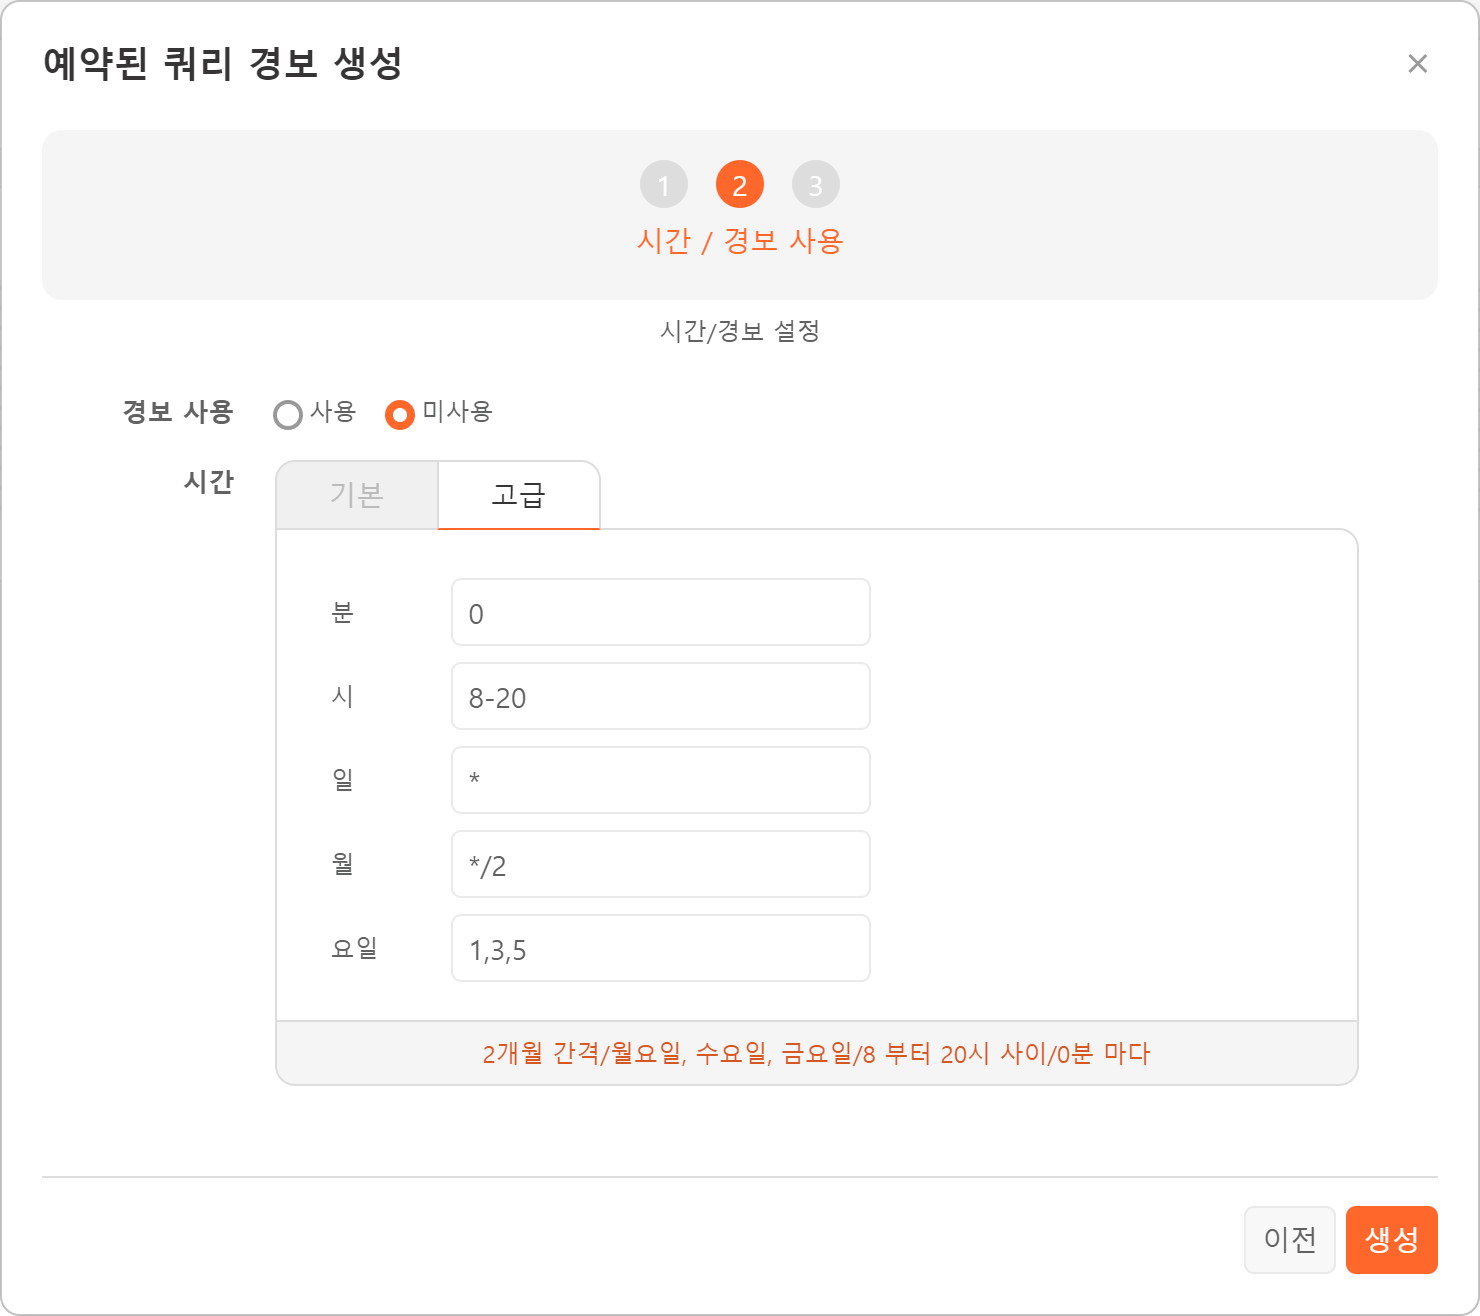 예약된 쿼리 경보 생성
×
1 2 3
시간 / 경보 사용
시간/경보 설정
경보 사용 사용 미사용
시간 기본 고급
분 0
시 8-20
일 *
월 */2
요일 1,3,5
2개월 간격/월요일, 수요일, 금요일/8 부터 20시 사이/0분 마다
이전 생성